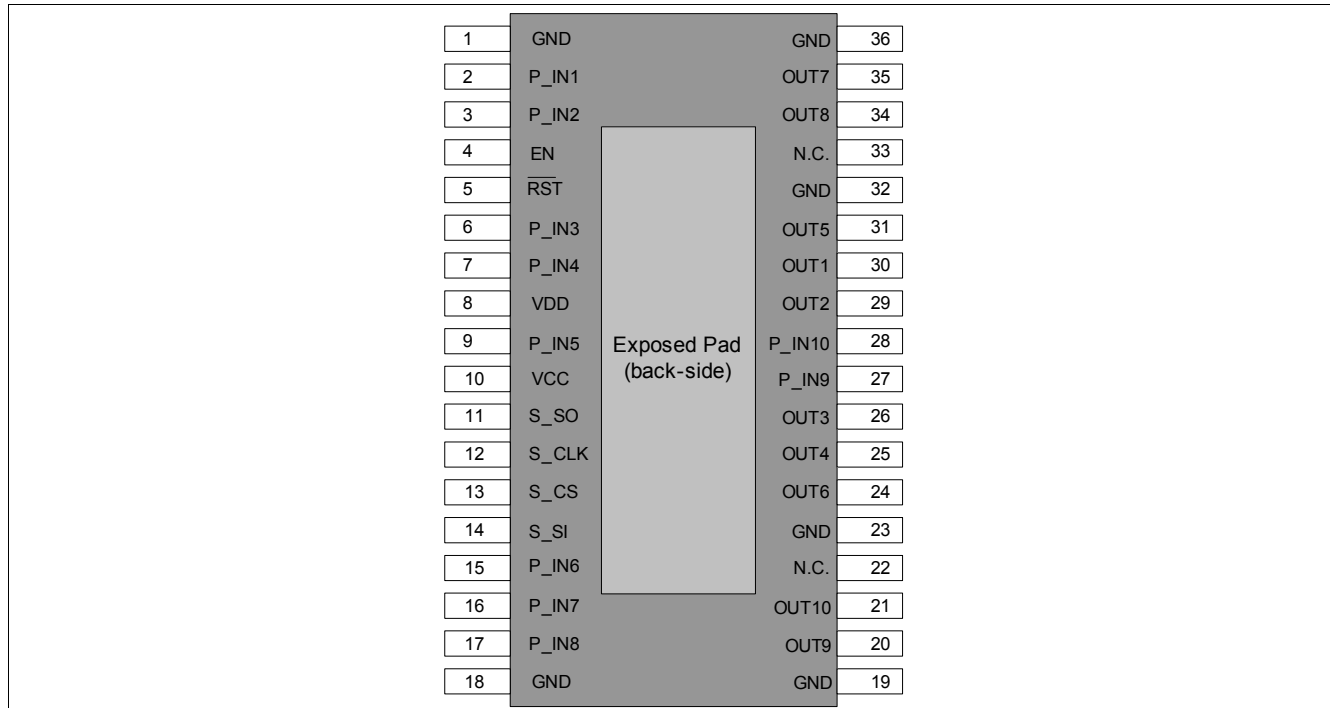 1 GND GND 36
2 P_IN1 OUT7 35
3 P_IN2 OUT8 34
4 EN N.C. 33
5 RST GND 32
6 P_IN3 OUT5 31
7 P_IN4 OUT1 30
8 VDD OUT2 29
9 P_IN5 Exposed Pad P_IN10 28
(back-side)
10 VCC P_IN9 27
11 S_SO OUT3 26
12 S_CLK OUT4 25
13 S_CS OUT6 24
14 S_SI GND 23
15 P_IN6 N.C. 22
16 P_IN7 OUT10 21
17 P_IN8 OUT9 20
18 GND GND 19